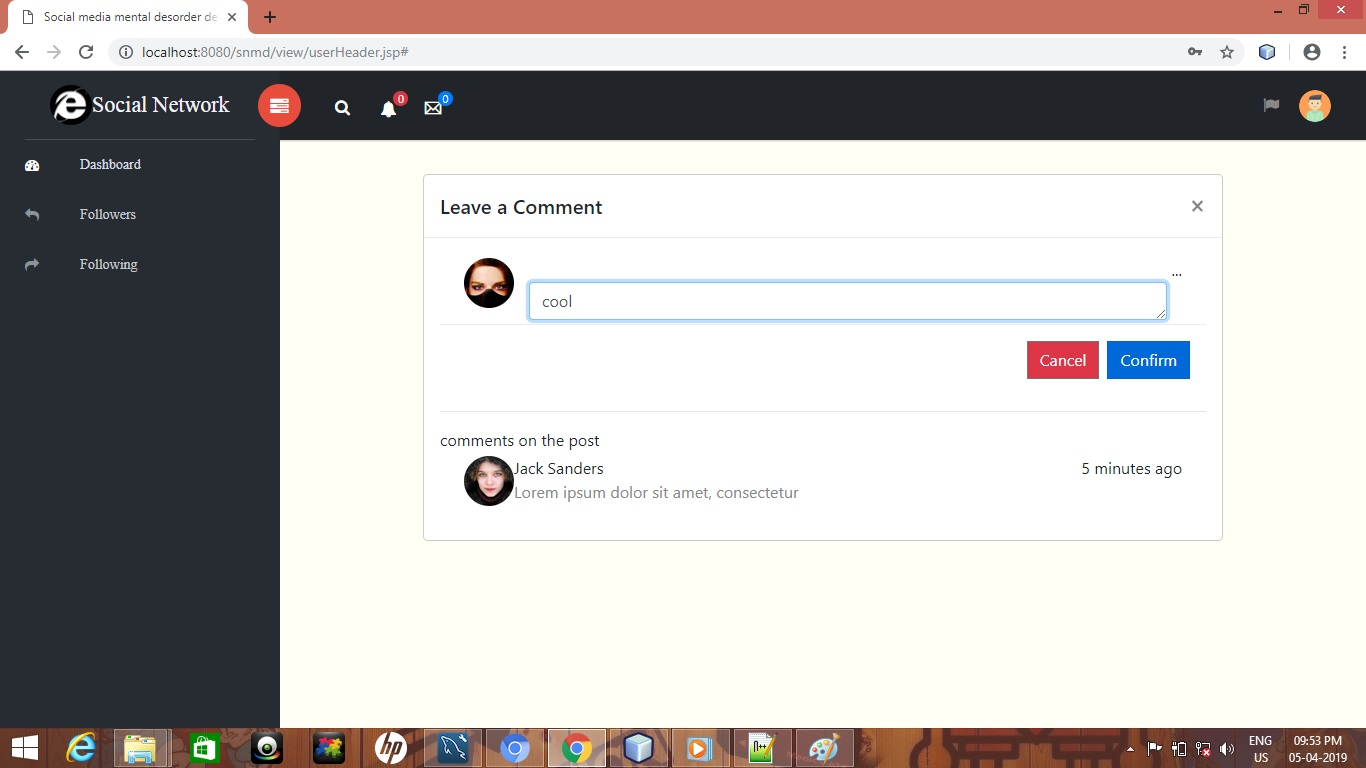 Social media mental desorder de
localhost:8080/snmd/view/userHeader.jsp#
Social Network
0
0
Dashboard
Followers
Following
Leave a Comment
×
...
cool
Cancel
Confirm
comments on the post
Jack Sanders
5 minutes ago
Lorem ipsum dolor sit amet, consectetur
hp
N++
ENG
US
09:53 PM
05-04-2019